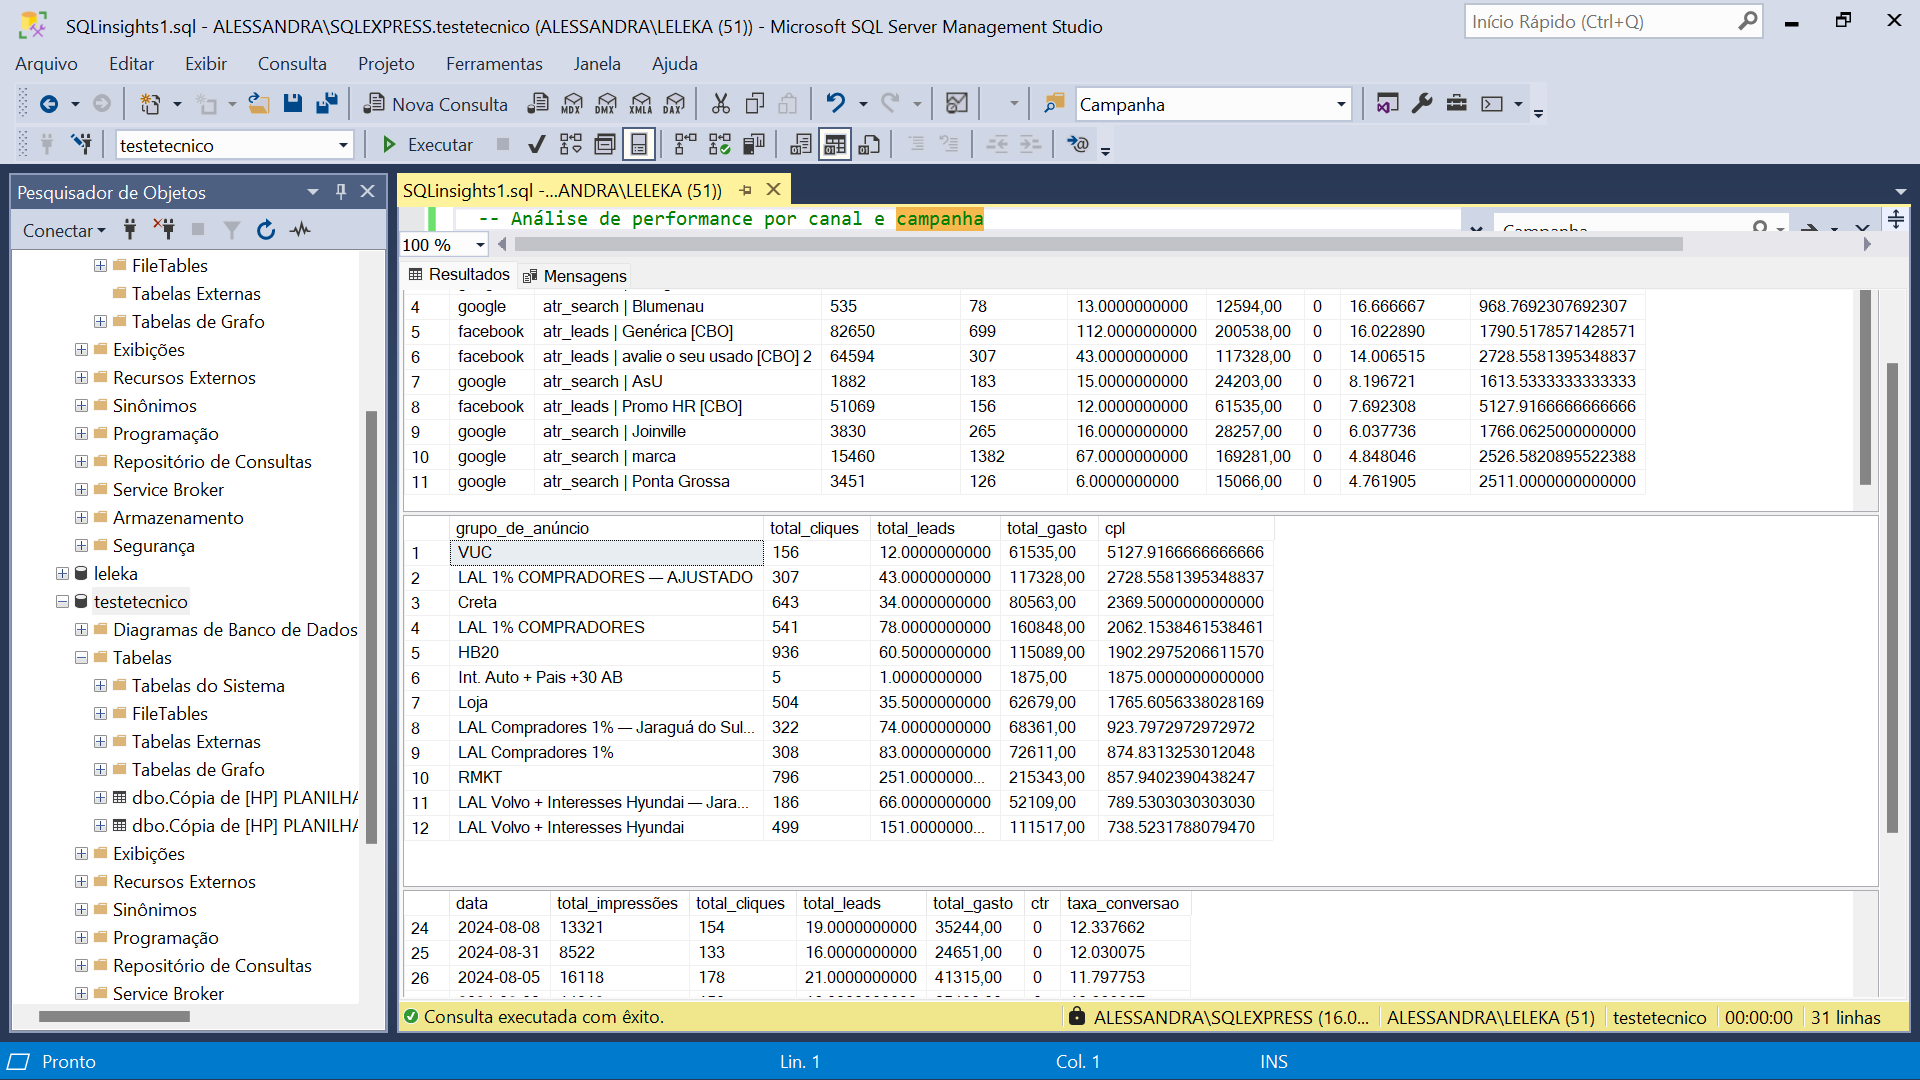 SQLinsights1.sql - ALESSANDRA\SQLEXPRESS.testetecnico (ALESSANDRA\LELEKA (51)) - Microsoft SQL Server Management Studio
Início Rápido (Ctrl+Q)
Arquivo Editar Exibir Consulta Projeto Ferramentas Janela Ajuda
Nova Consulta MDX DMX XMLA DAX Campanha
testetecnico Executar
Pesquisador de Objetos
Conectar
FileTables
Tabelas Externas
Tabelas de Grafo
Exibições
Recursos Externos
Sinônimos
Programação
Repositório de Consultas
Service Broker
Armazenamento
Segurança
leleka
testetecnico
Diagramas de Banco de Dados
Tabelas
Tabelas do Sistema
FileTables
Tabelas Externas
Tabelas de Grafo
dbo.Cópia de [HP] PLANILHA
dbo.Cópia de [HP] PLANILHA
Exibições
Recursos Externos
Sinônimos
Programação
Repositório de Consultas
Service Broker
SQLinsights1.sql -...ANDRA\LELEKA (51))
-- Análise de performance por canal e campanha
Campanha
100 %
Resultados Mensagens
4 google atr_search | Blumenau 535 78 13.0000000000 12594,00 0 16.666667 968.7692307692307
5 facebook atr_leads | Genérica [CBO] 82650 699 112.0000000000 200538,00 0 16.022890 1790.5178571428571
6 facebook atr_leads | avalie o seu usado [CBO] 2 64594 307 43.0000000000 117328,00 0 14.006515 2728.5581395348837
7 google atr_search | AsU 1882 183 15.0000000000 24203,00 0 8.196721 1613.5333333333333
8 facebook atr_leads | Promo HR [CBO] 51069 156 12.0000000000 61535,00 0 7.692308 5127.9166666666666
9 google atr_search | Joinville 3830 265 16.0000000000 28257,00 0 6.037736 1766.0625000000000
10 google atr_search | marca 15460 1382 67.0000000000 169281,00 0 4.848046 2526.5820895522388
11 google atr_search | Ponta Grossa 3451 126 6.0000000000 15066,00 0 4.761905 2511.0000000000000
grupo_de_anúncio total_cliques total_leads total_gasto cpl
1 VUC 156 12.0000000000 61535,00 5127.9166666666666
2 LAL 1% COMPRADORES — AJUSTADO 307 43.0000000000 117328,00 2728.5581395348837
3 Creta 643 34.0000000000 80563,00 2369.5000000000000
4 LAL 1% COMPRADORES 541 78.0000000000 160848,00 2062.1538461538461
5 HB20 936 60.5000000000 115089,00 1902.2975206611570
6 Int. Auto + Pais +30 AB 5 1.0000000000 1875,00 1875.0000000000000
7 Loja 504 35.5000000000 62679,00 1765.6056338028169
8 LAL Compradores 1% — Jaraguá do Sul... 322 74.0000000000 68361,00 923.7972972972972
9 LAL Compradores 1% 308 83.0000000000 72611,00 874.8313253012048
10 RMKT 796 251.0000000... 215343,00 857.9402390438247
11 LAL Volvo + Interesses Hyundai — Jara... 186 66.0000000000 52109,00 789.5303030303030
12 LAL Volvo + Interesses Hyundai 499 151.0000000... 111517,00 738.5231788079470
data total_impressões total_cliques total_leads total_gasto ctr taxa_conversao
24 2024-08-08 13321 154 19.0000000000 35244,00 0 12.337662
25 2024-08-31 8522 133 16.0000000000 24651,00 0 12.030075
26 2024-08-05 16118 178 21.0000000000 41315,00 0 11.797753
Consulta executada com êxito. ALESSANDRA\SQLEXPRESS (16.0... ALESSANDRA\LELEKA (51) testetecnico 00:00:00 31 linhas
Pronto Lin. 1 Col. 1 INS